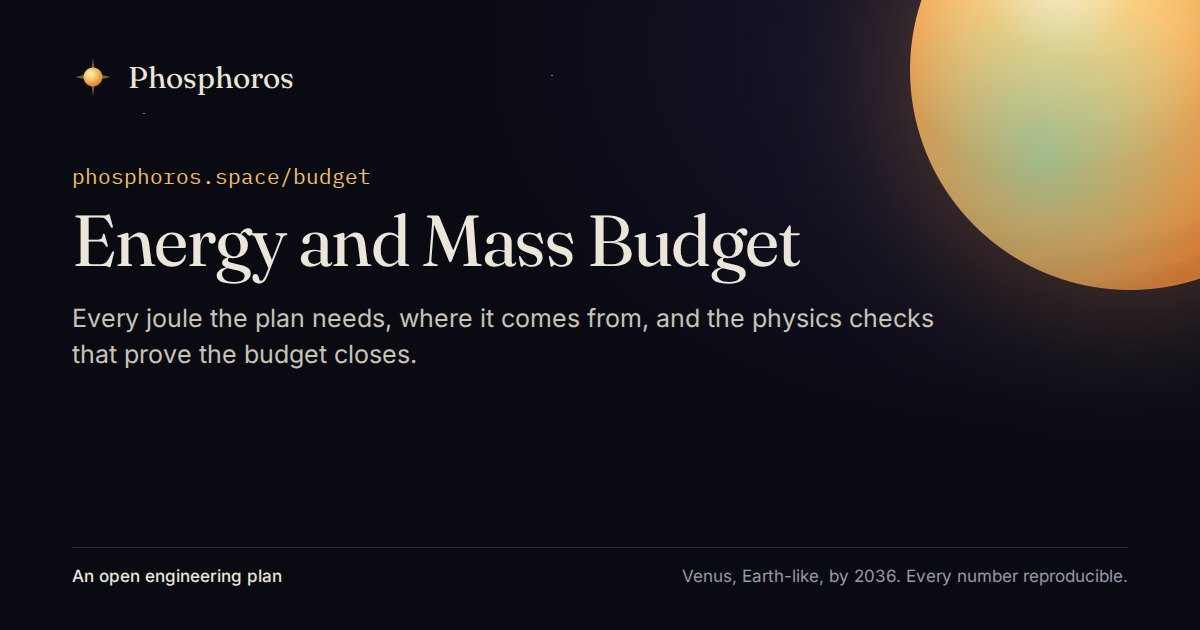 Phosphoros
phosphoros.space/budget
Energy and Mass Budget
Every joule the plan needs, where it comes from, and the physics checks
that prove the budget closes.
An open engineering plan
Venus, Earth-like, by 2036. Every number reproducible.